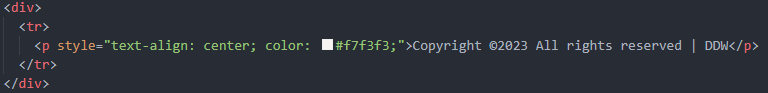 <div>
<tr>
<p style="text-align: center; color: #f7f3f3;">Copyright ©2023 All rights reserved | DDW</p>
</tr>
</div>